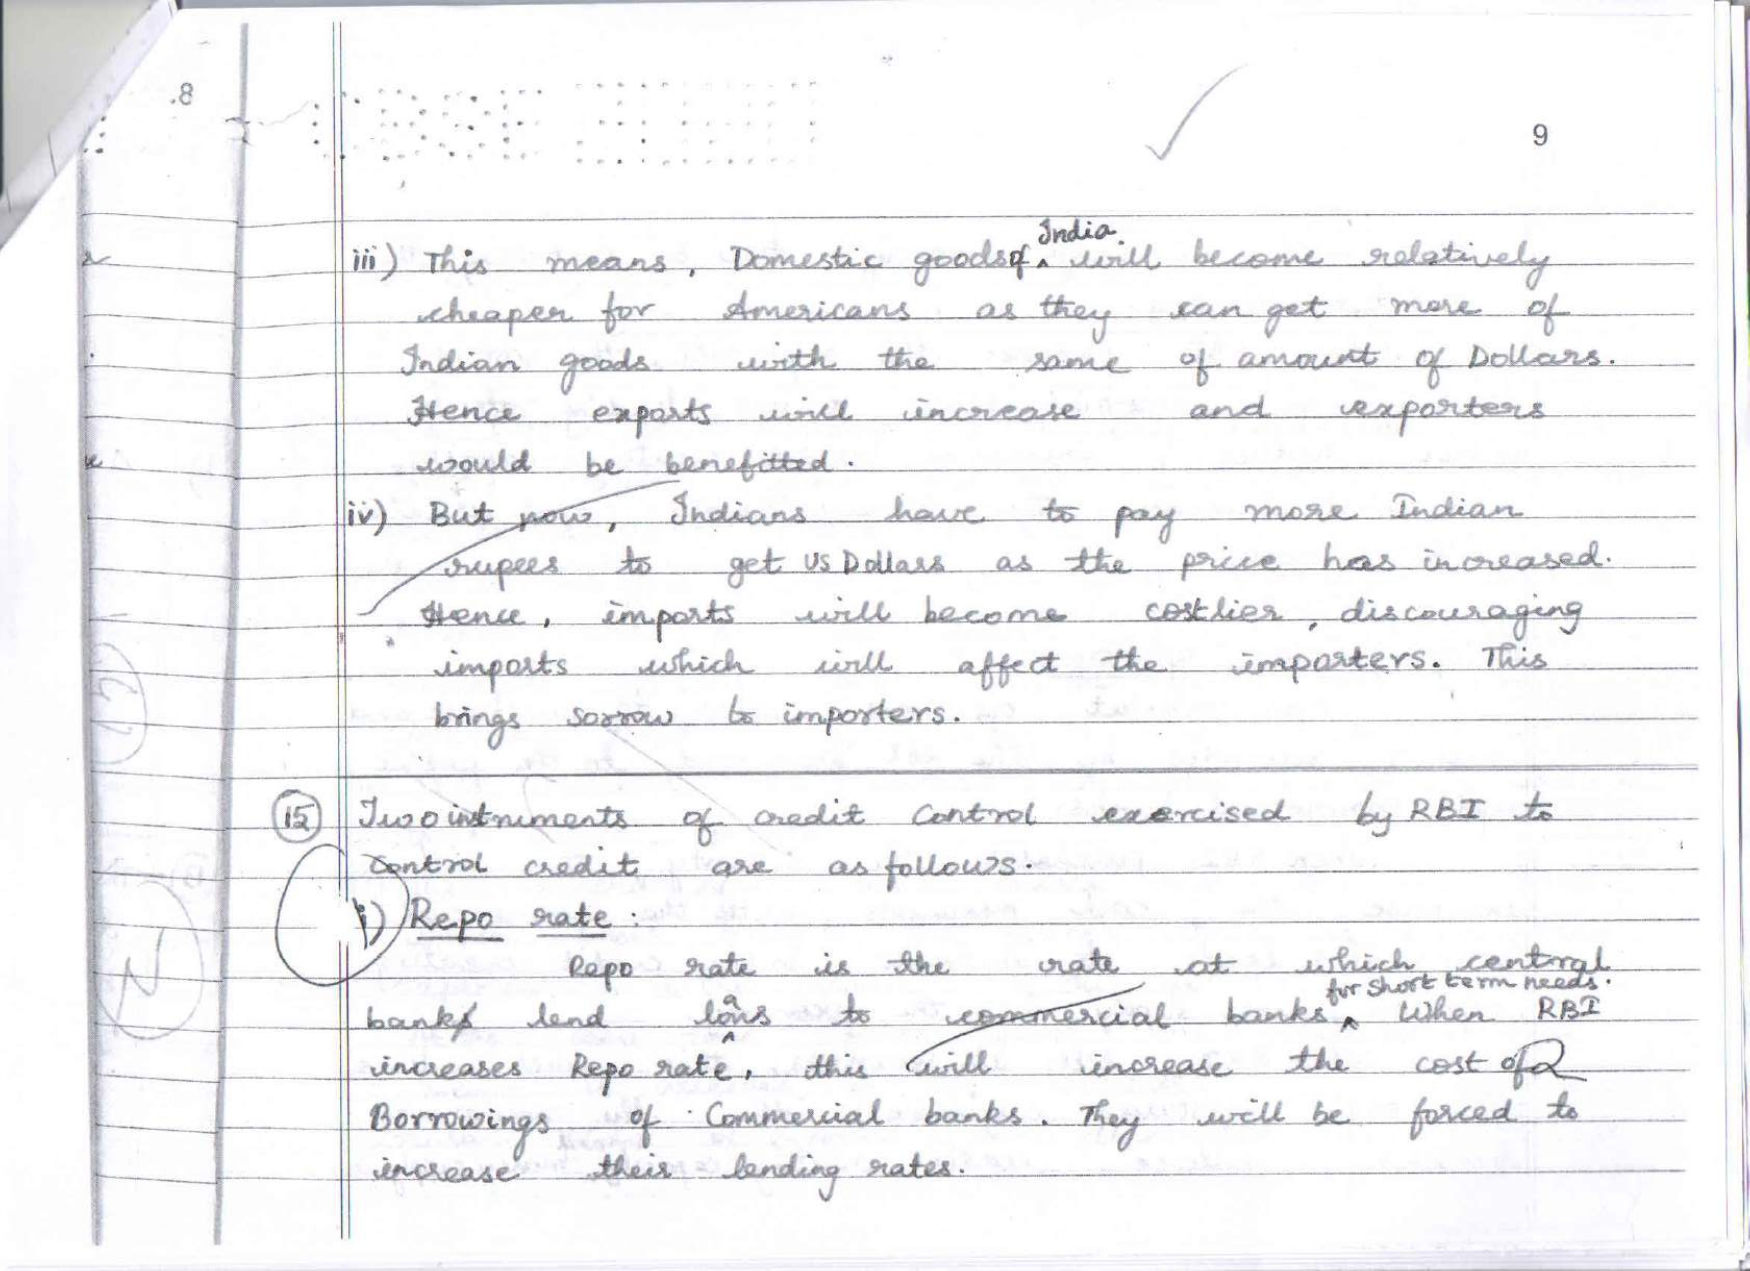 .8
9
iii) This means, Domestic goods of India will become relatively
cheaper for Americans as they can get more of
Indian goods with the same of amount of Dollars.
Hence exports will increase and exporters
would be benefitted.
iv) But now, Indians have to pay more Indian
rupees to get US Dollars as the price has increased.
Hence, imports will become costlier, discouraging
imports which will affect the importers. This
brings sorrow to importers.
15 Two instruments of credit Control exercised by RBI to
control credit are as follows.
i) Repo rate :
Repo rate is the rate at which central
bank lend loans to commercial banks for short term needs. When RBI
increases Repo rate, this will increase the cost of
Borrowings of Commercial banks. They will be forced to
increase their lending rates.